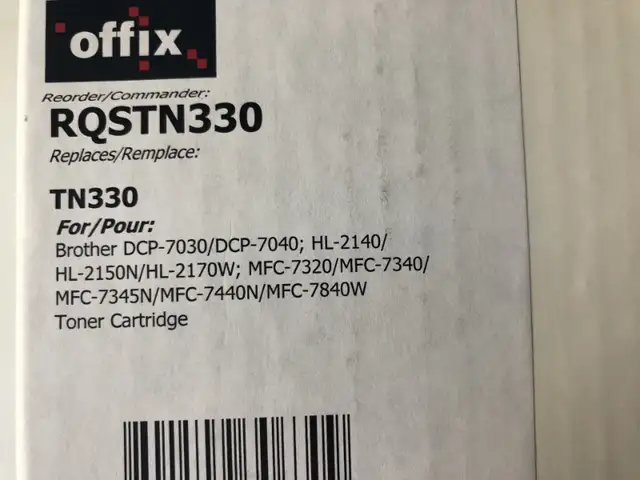 offix
Reorder/Commander:
RQSTN330
Replaces/Remplace:
TN330
For/Pour:
Brother DCP-7030/DCP-7040; HL-2140/
HL-2150N/HL-2170W; MFC-7320/MFC-7340/
MFC-7345N/MFC-7440N/MFC-7840W
Toner Cartridge